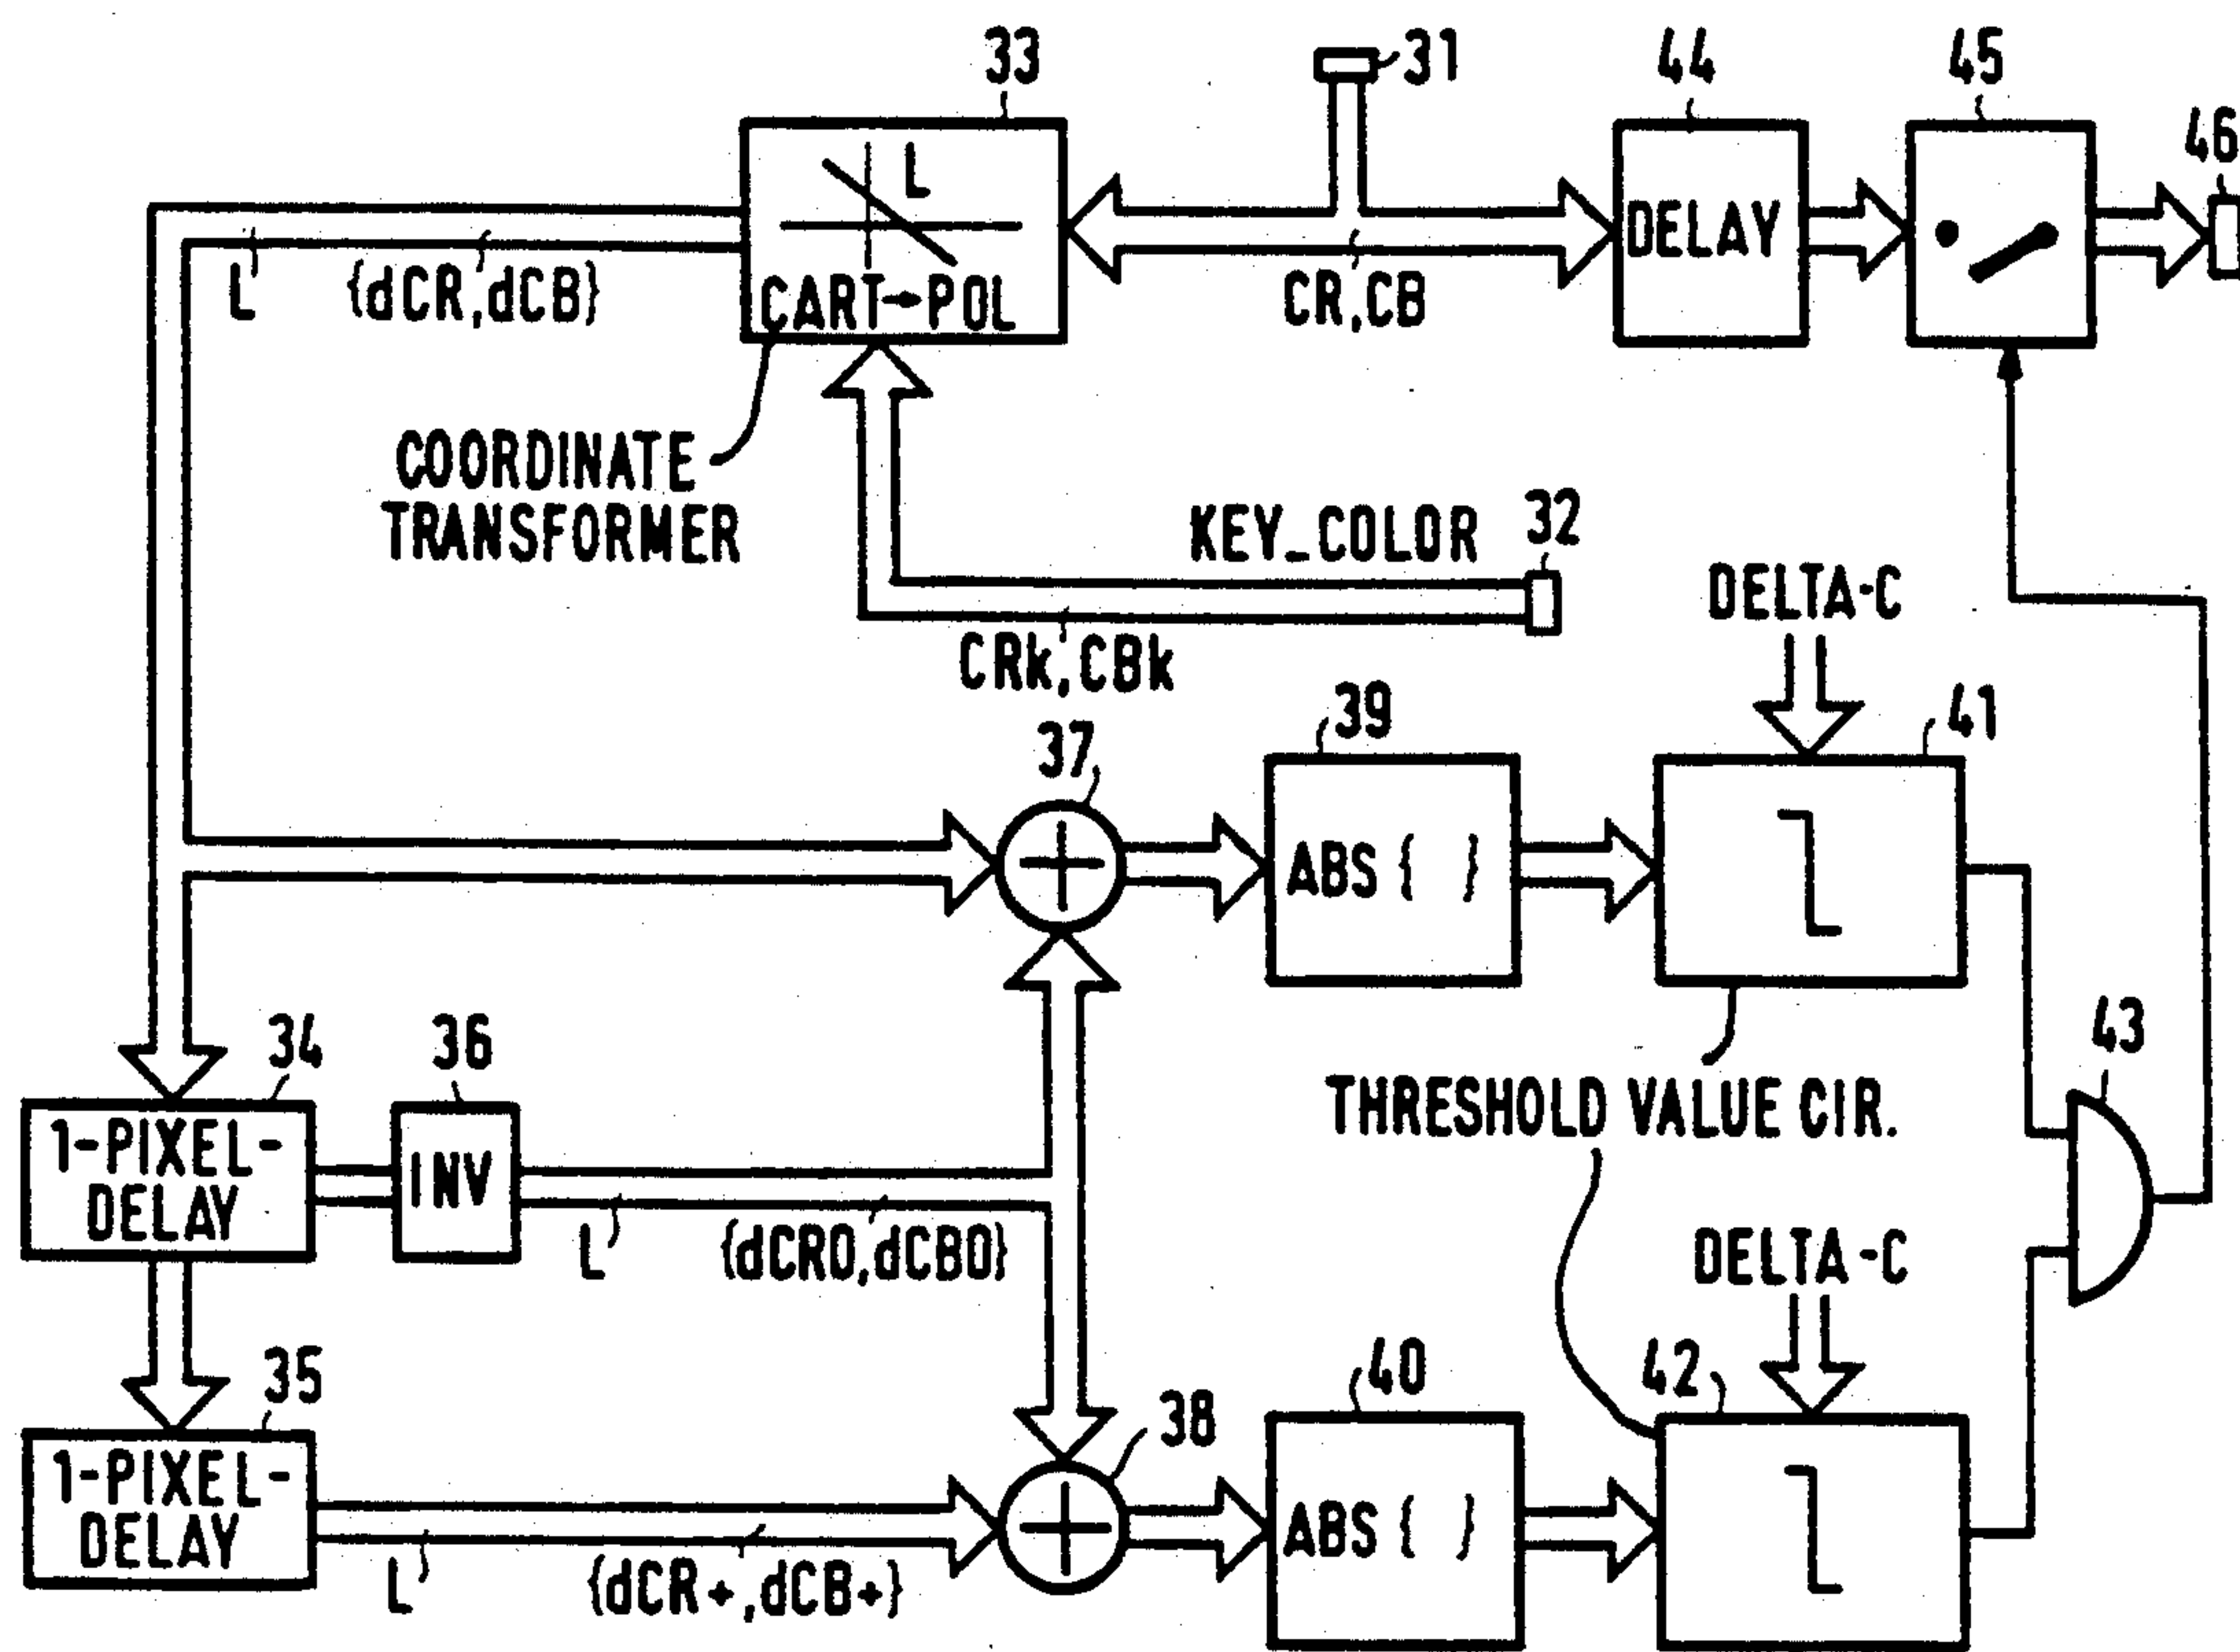 33
31
44
45
46
L
CART→POL
DELAY
L
{dCR,dCB}
CR,CB
COORDINATE
TRANSFORMER
KEY_COLOR
32
CRk,CBk
DELTA-C
37
39
41
ABS { }
34
36
43
1-PIXEL-
DELAY
INV
THRESHOLD VALUE CIR.
L
{dCRO,dCBO}
DELTA-C
35
38
40
42
1-PIXEL-
DELAY
ABS { }
L
{dCR+,dCB+}